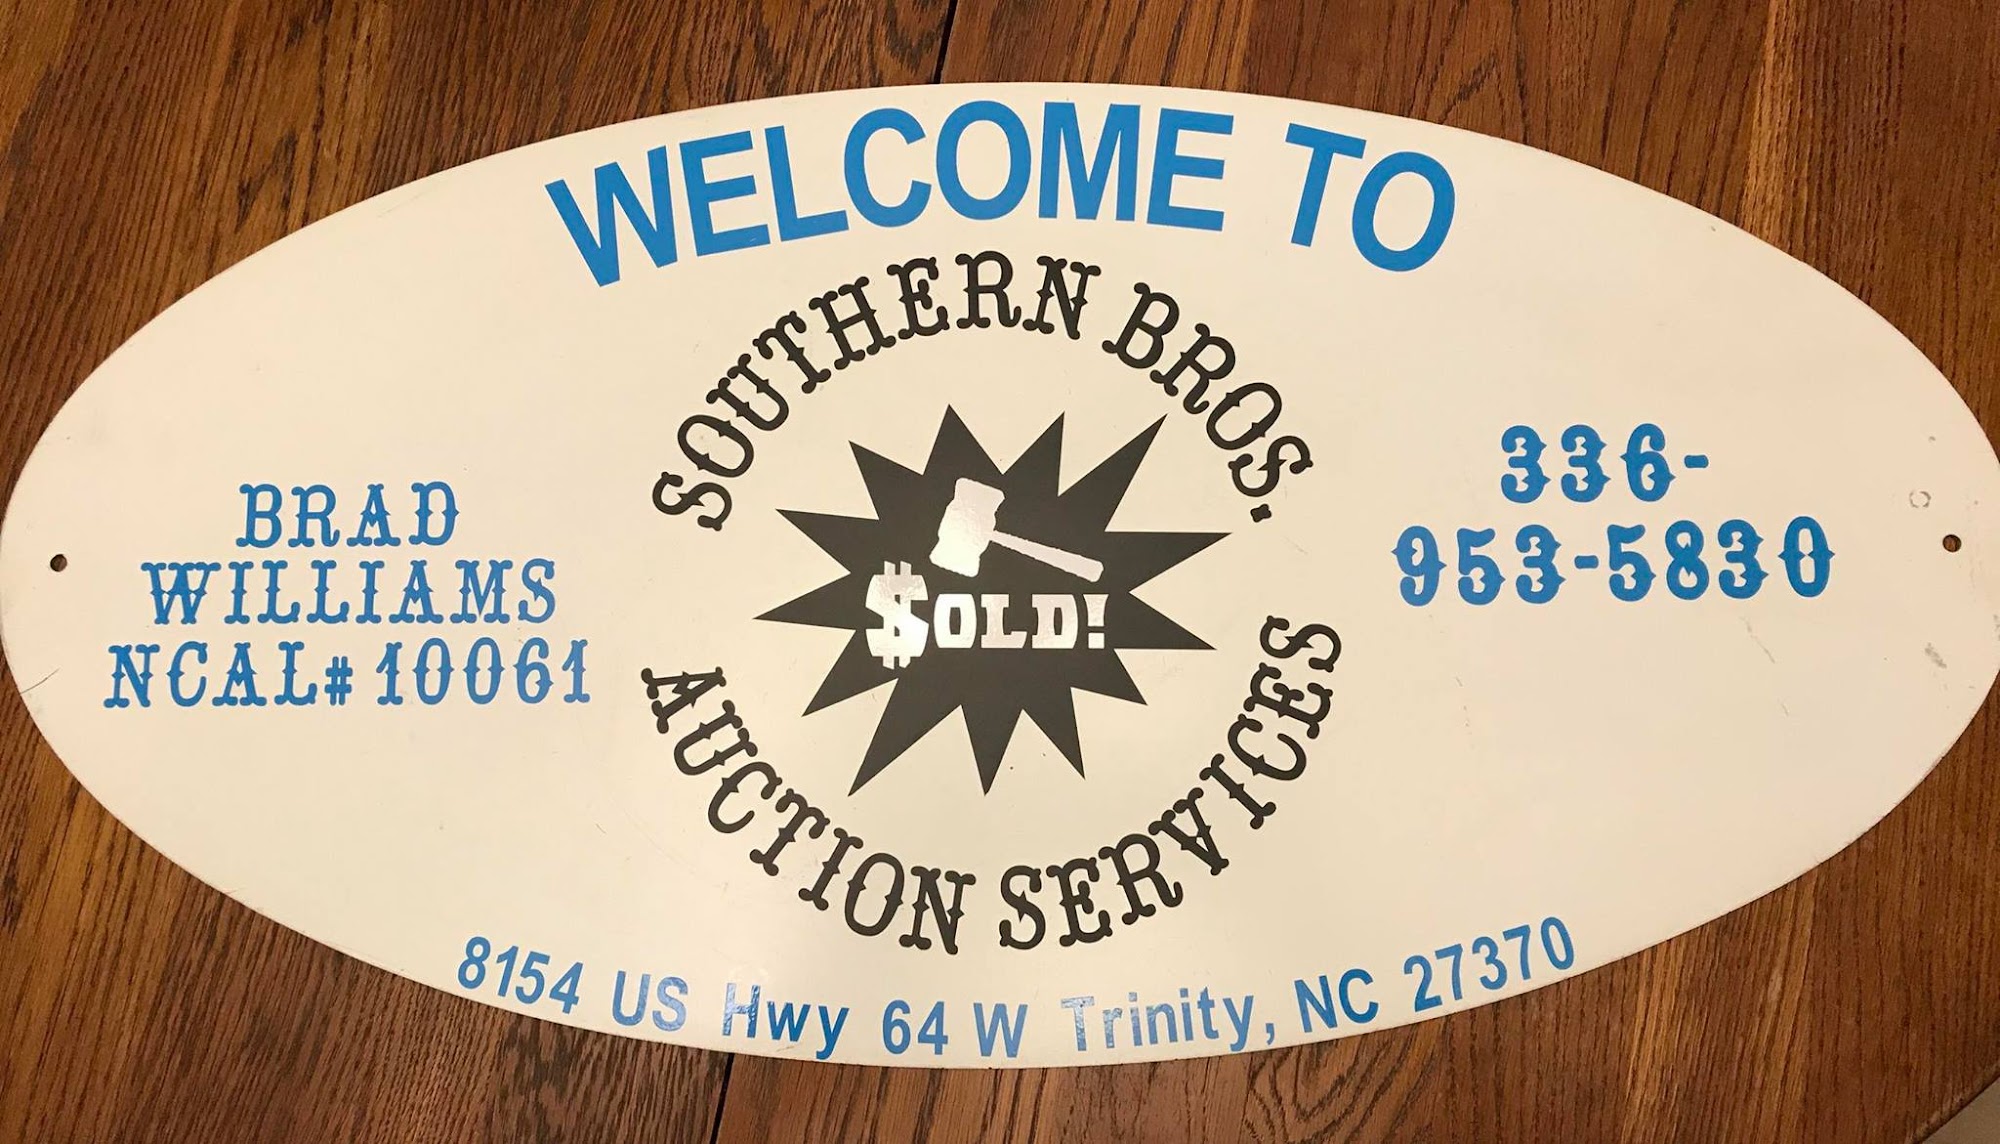 WELCOME TO
SOUTHERN BROS.
$OLD!
AUCTION SERVICES
BRAD
WILLIAMS
NCAL# 10061
336-
953-5830
8154 US Hwy 64 W Trinity, NC 27370